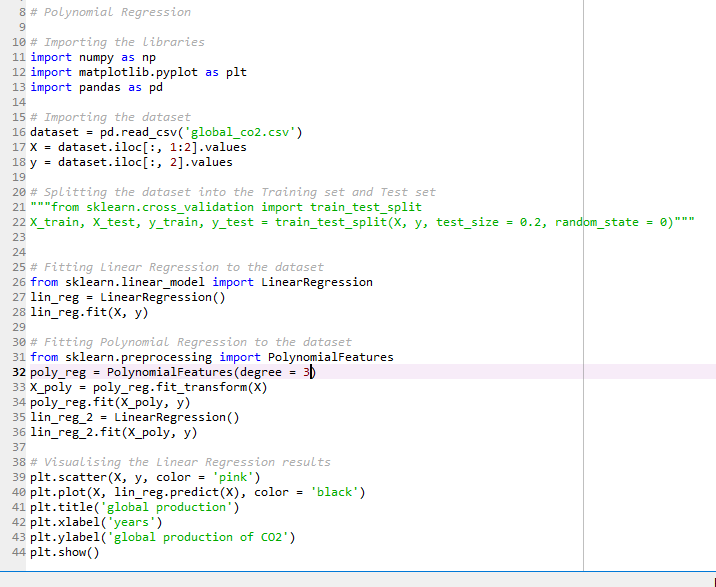 8 # Polynomial Regression
9
10 # Importing the libraries
11 import numpy as np
12 import matplotlib.pyplot as plt
13 import pandas as pd
14
15 # Importing the dataset
16 dataset = pd.read_csv('global_co2.csv')
17 X = dataset.iloc[:, 1:2].values
18 y = dataset.iloc[:, 2].values
19
20 # Splitting the dataset into the Training set and Test set
21 """from sklearn.cross_validation import train_test_split
22 X_train, X_test, y_train, y_test = train_test_split(X, y, test_size = 0.2, random_state = 0)"""
23
24
25 # Fitting Linear Regression to the dataset
26 from sklearn.linear_model import LinearRegression
27 lin_reg = LinearRegression()
28 lin_reg.fit(X, y)
29
30 # Fitting Polynomial Regression to the dataset
31 from sklearn.preprocessing import PolynomialFeatures
32 poly_reg = PolynomialFeatures(degree = 3)
33 X_poly = poly_reg.fit_transform(X)
34 poly_reg.fit(X_poly, y)
35 lin_reg_2 = LinearRegression()
36 lin_reg_2.fit(X_poly, y)
37
38 # Visualising the Linear Regression results
39 plt.scatter(X, y, color = 'pink')
40 plt.plot(X, lin_reg.predict(X), color = 'black')
41 plt.title('global production')
42 plt.xlabel('years')
43 plt.ylabel('global production of CO2')
44 plt.show()